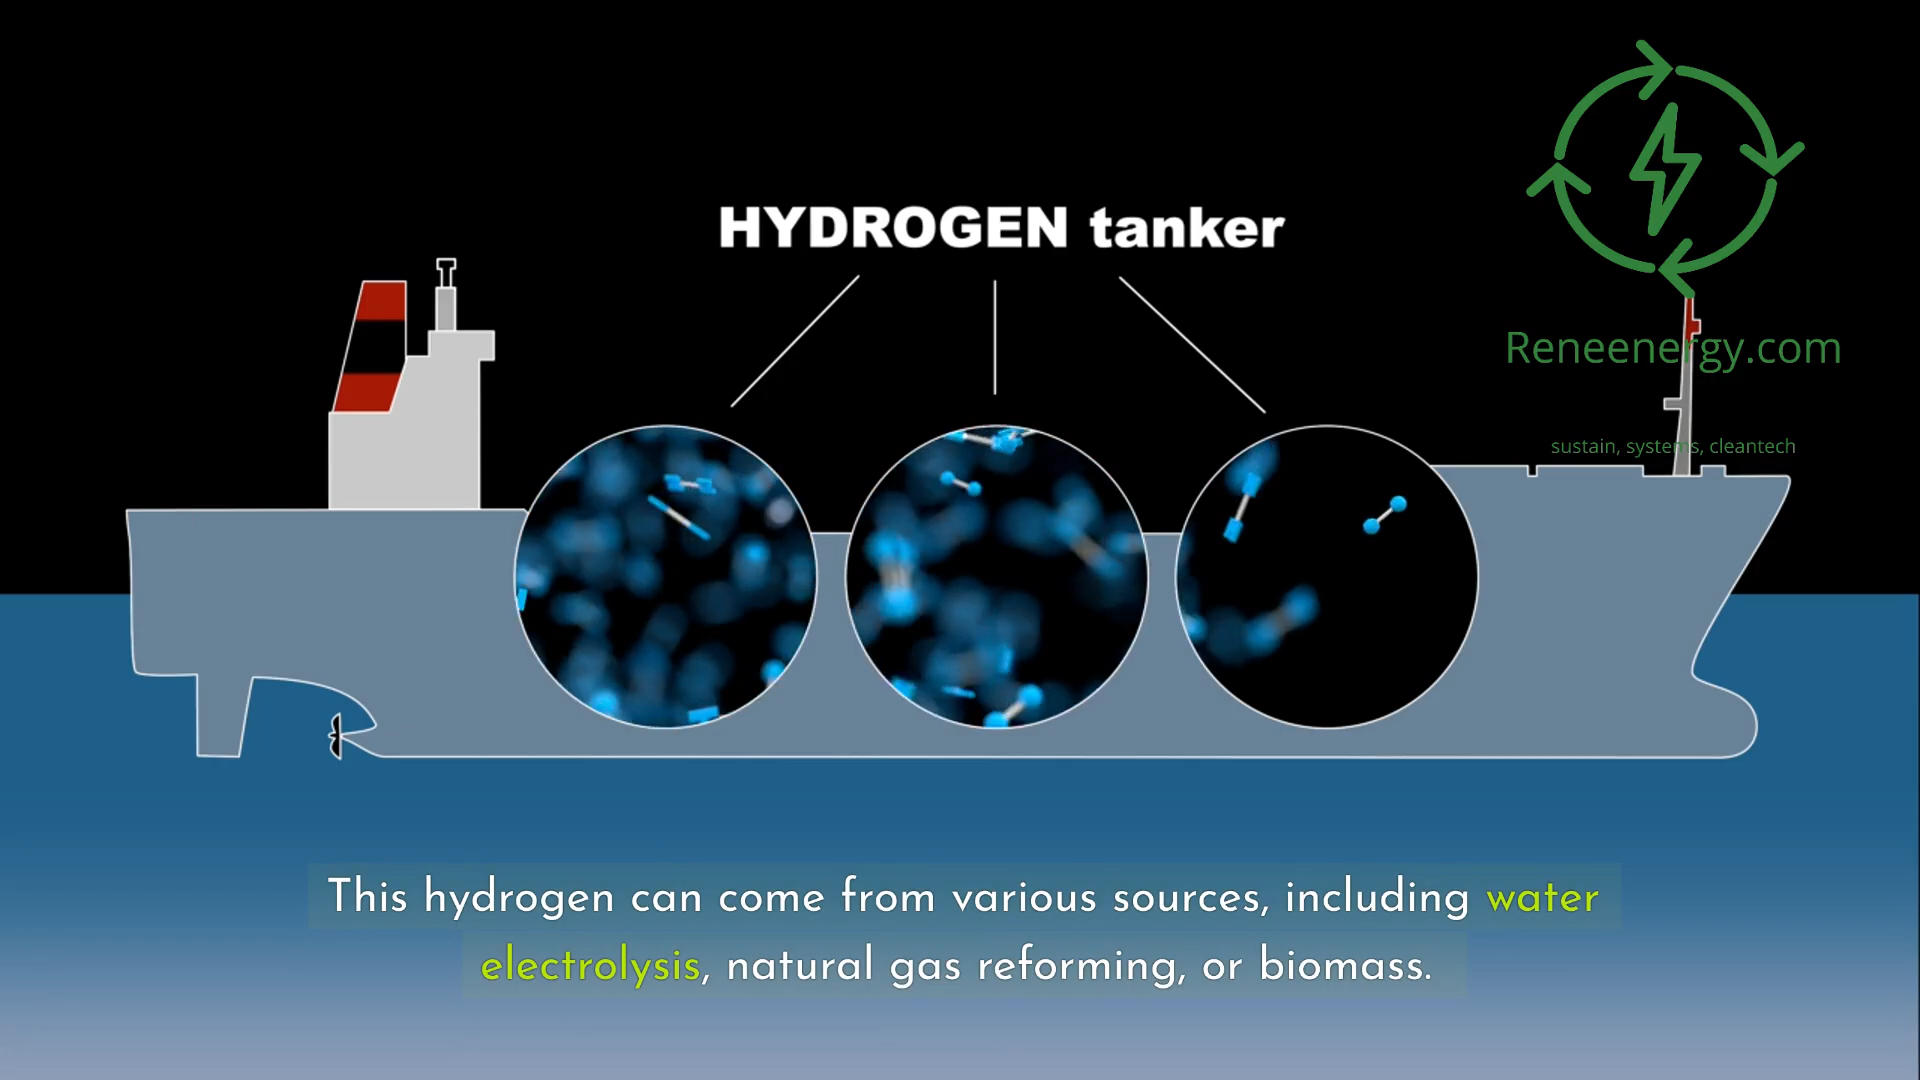 HYDROGEN tanker
Reneenergy.com
sustain, systems, cleantech
This hydrogen can come from various sources, including water
electrolysis, natural gas reforming, or biomass.